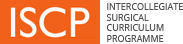 ISCP
INTERCOLLEGIATE
SURGICAL
CURRICULUM
PROGRAMME